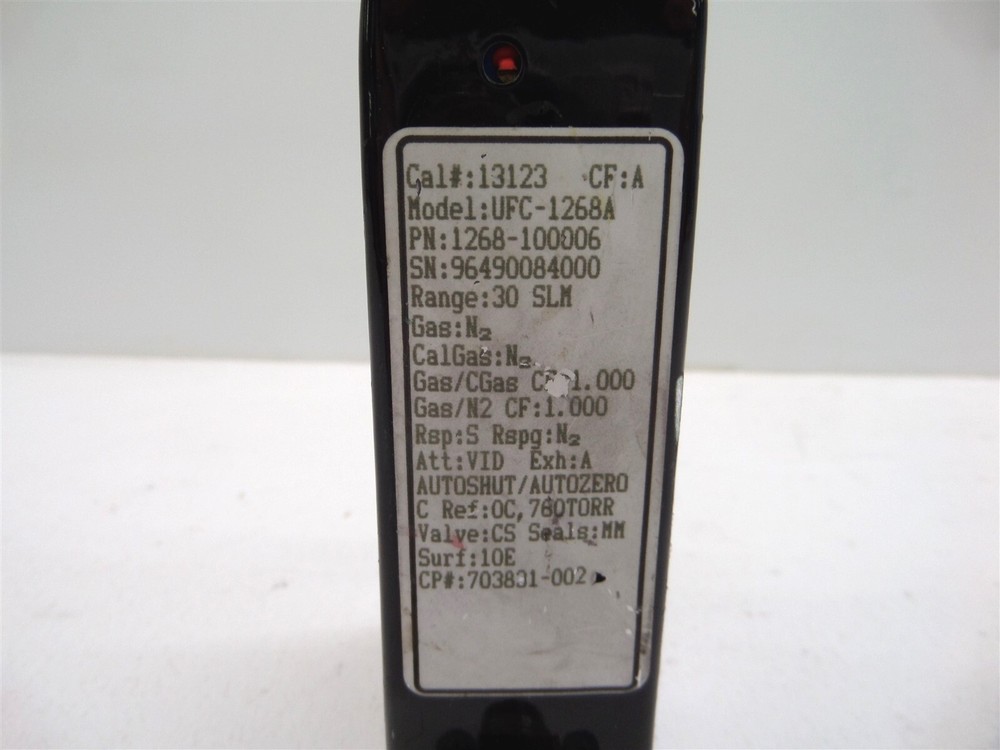 Cal#:13123 CF:A
Model:UFC-1268A
PN:1268-100006
SN:96490084000
Range:30 SLM
Gas:N₂
CalGas:N₂
Gas/CGas CF:1.000
Gas/N2 CF:1.000
Rsp:S Rspg:N₂
Att:VID Exh:A
AUTOSHUT/AUTOZERO
C Ref:0C,760TORR
Valve:CS Seals:MM
Surf:10E
CP#:703831-002